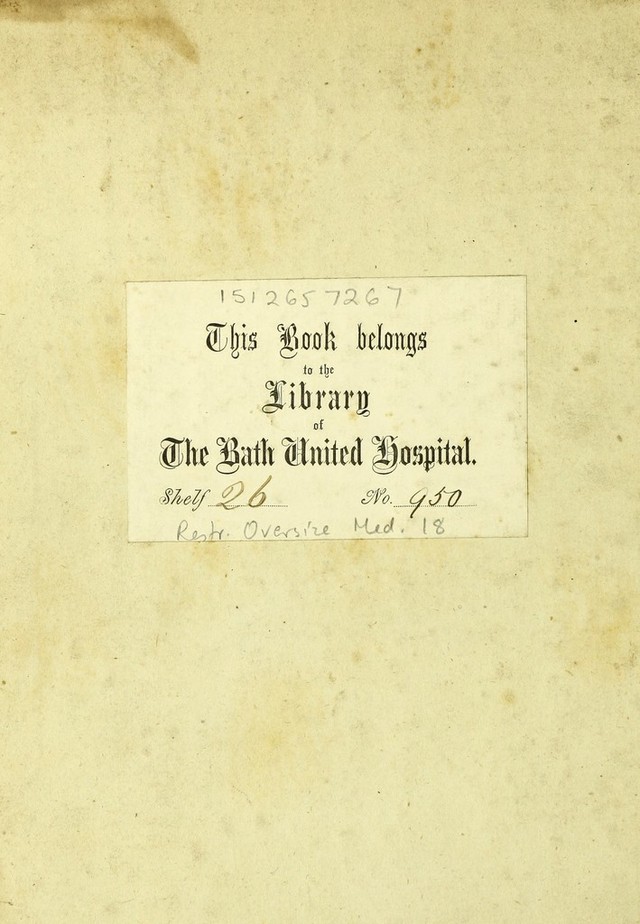 1512657267
This Book belongs
to the
Library
of
The Bath United Hospital.
Shelf 26 No. 950
Restr. Oversize Med. 18